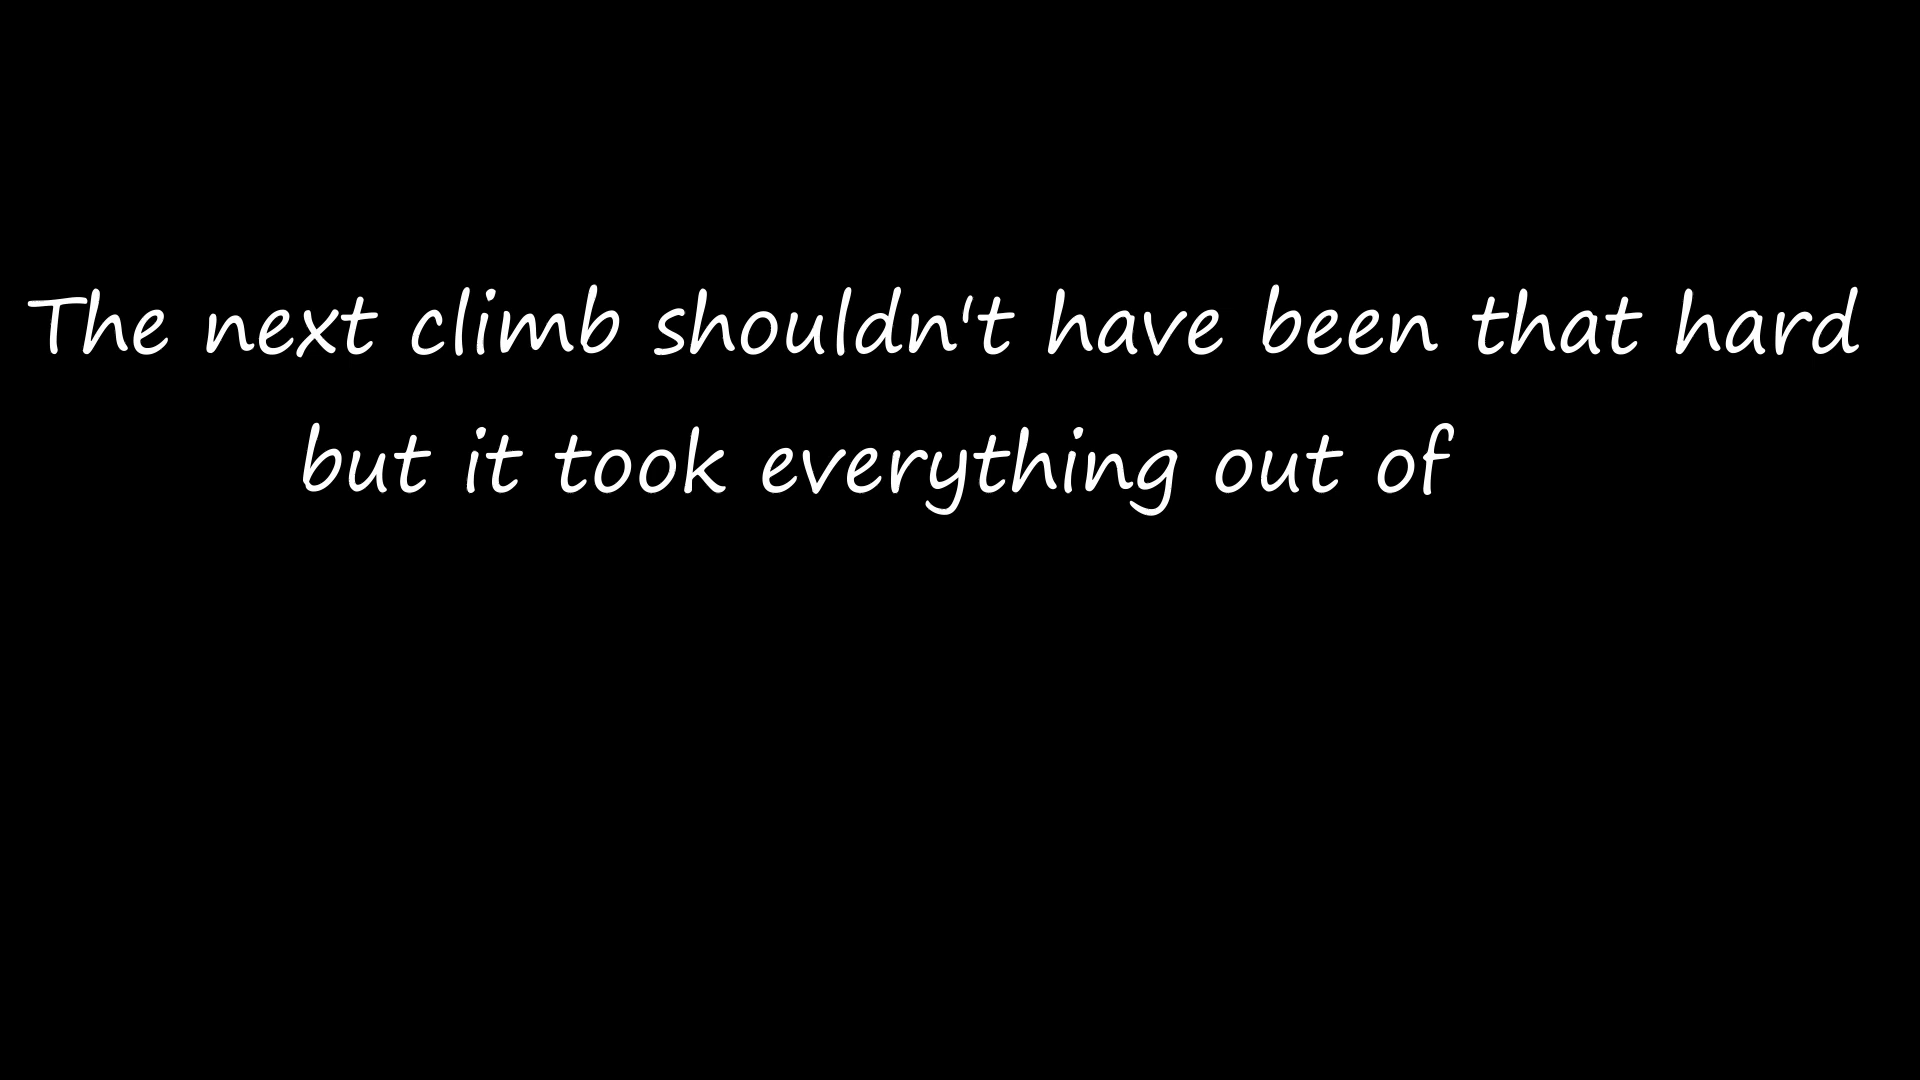 The next climb shouldn't have been that hard
but it took everything out of